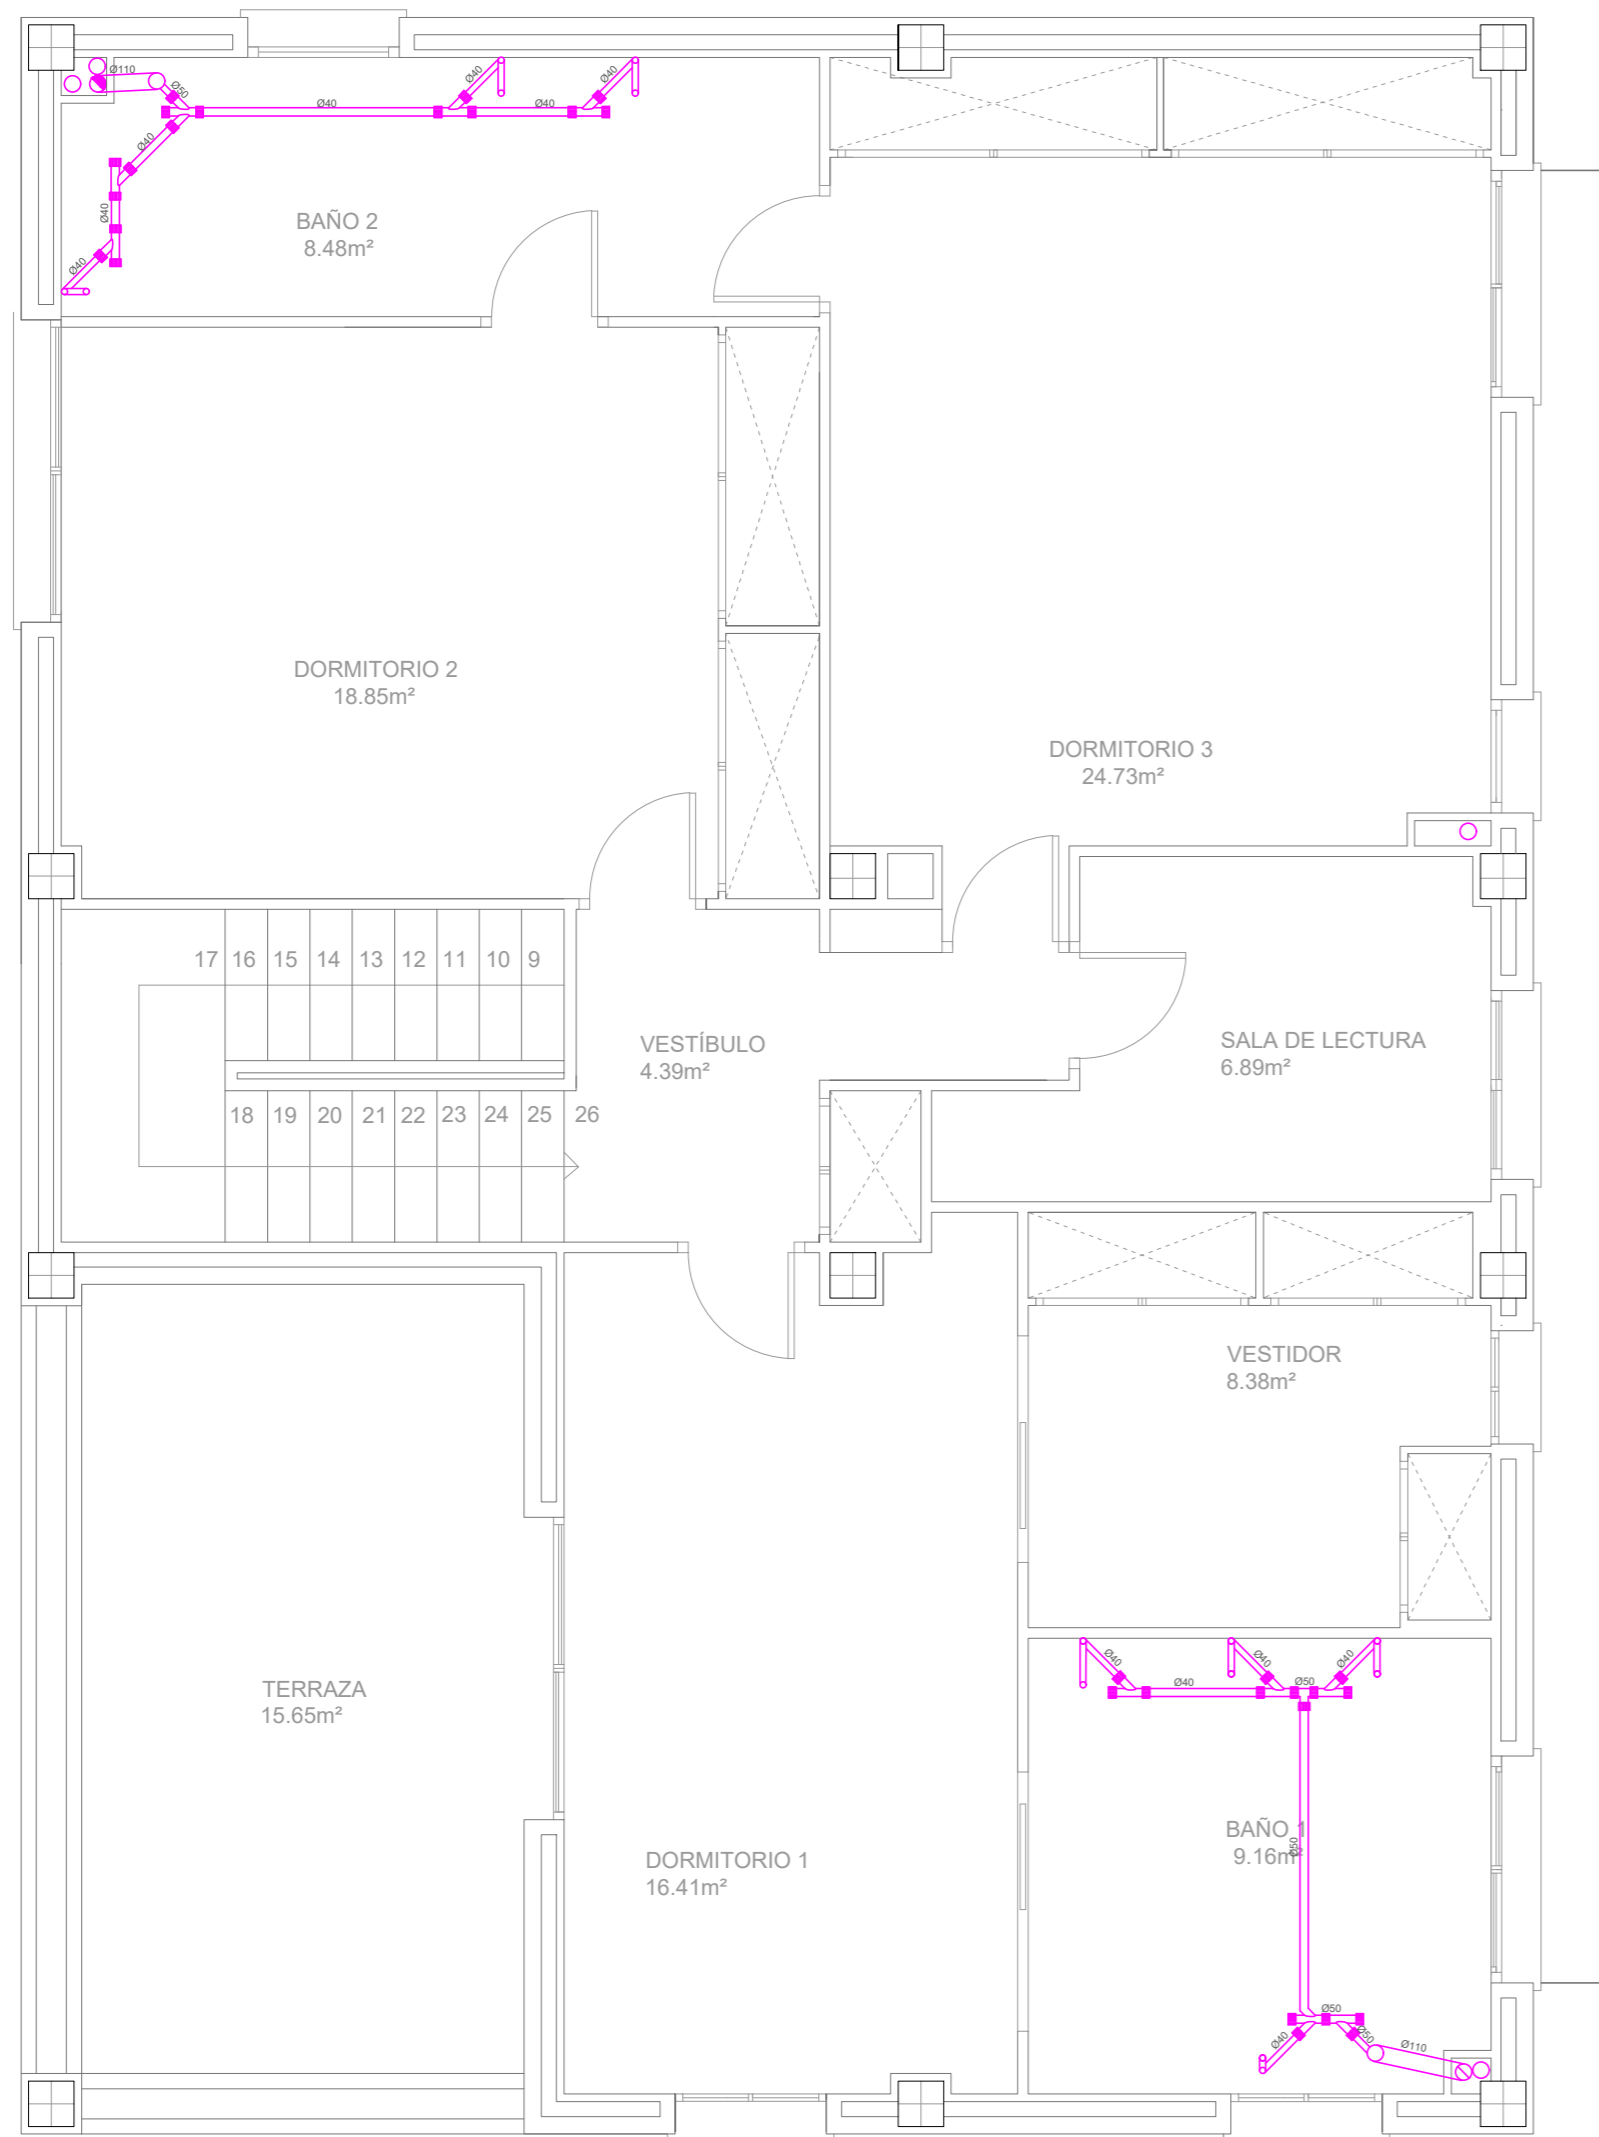 Ø110
Ø50
Ø40
Ø40
Ø40
Ø40
Ø40
Ø40
Ø40
BAÑO 2
8.48m²
DORMITORIO 2
18.85m²
DORMITORIO 3
24.73m²
17 16 15 14 13 12 11 10 9
VESTÍBULO
4.39m²
SALA DE LECTURA
6.89m²
18 19 20 21 22 23 24 25 26
VESTIDOR
8.38m²
Ø40
Ø40
Ø40
Ø40
Ø50
TERRAZA
15.65m²
BAÑO 1
9.16m²
Ø50
DORMITORIO 1
16.41m²
Ø50
Ø40
Ø50
Ø110